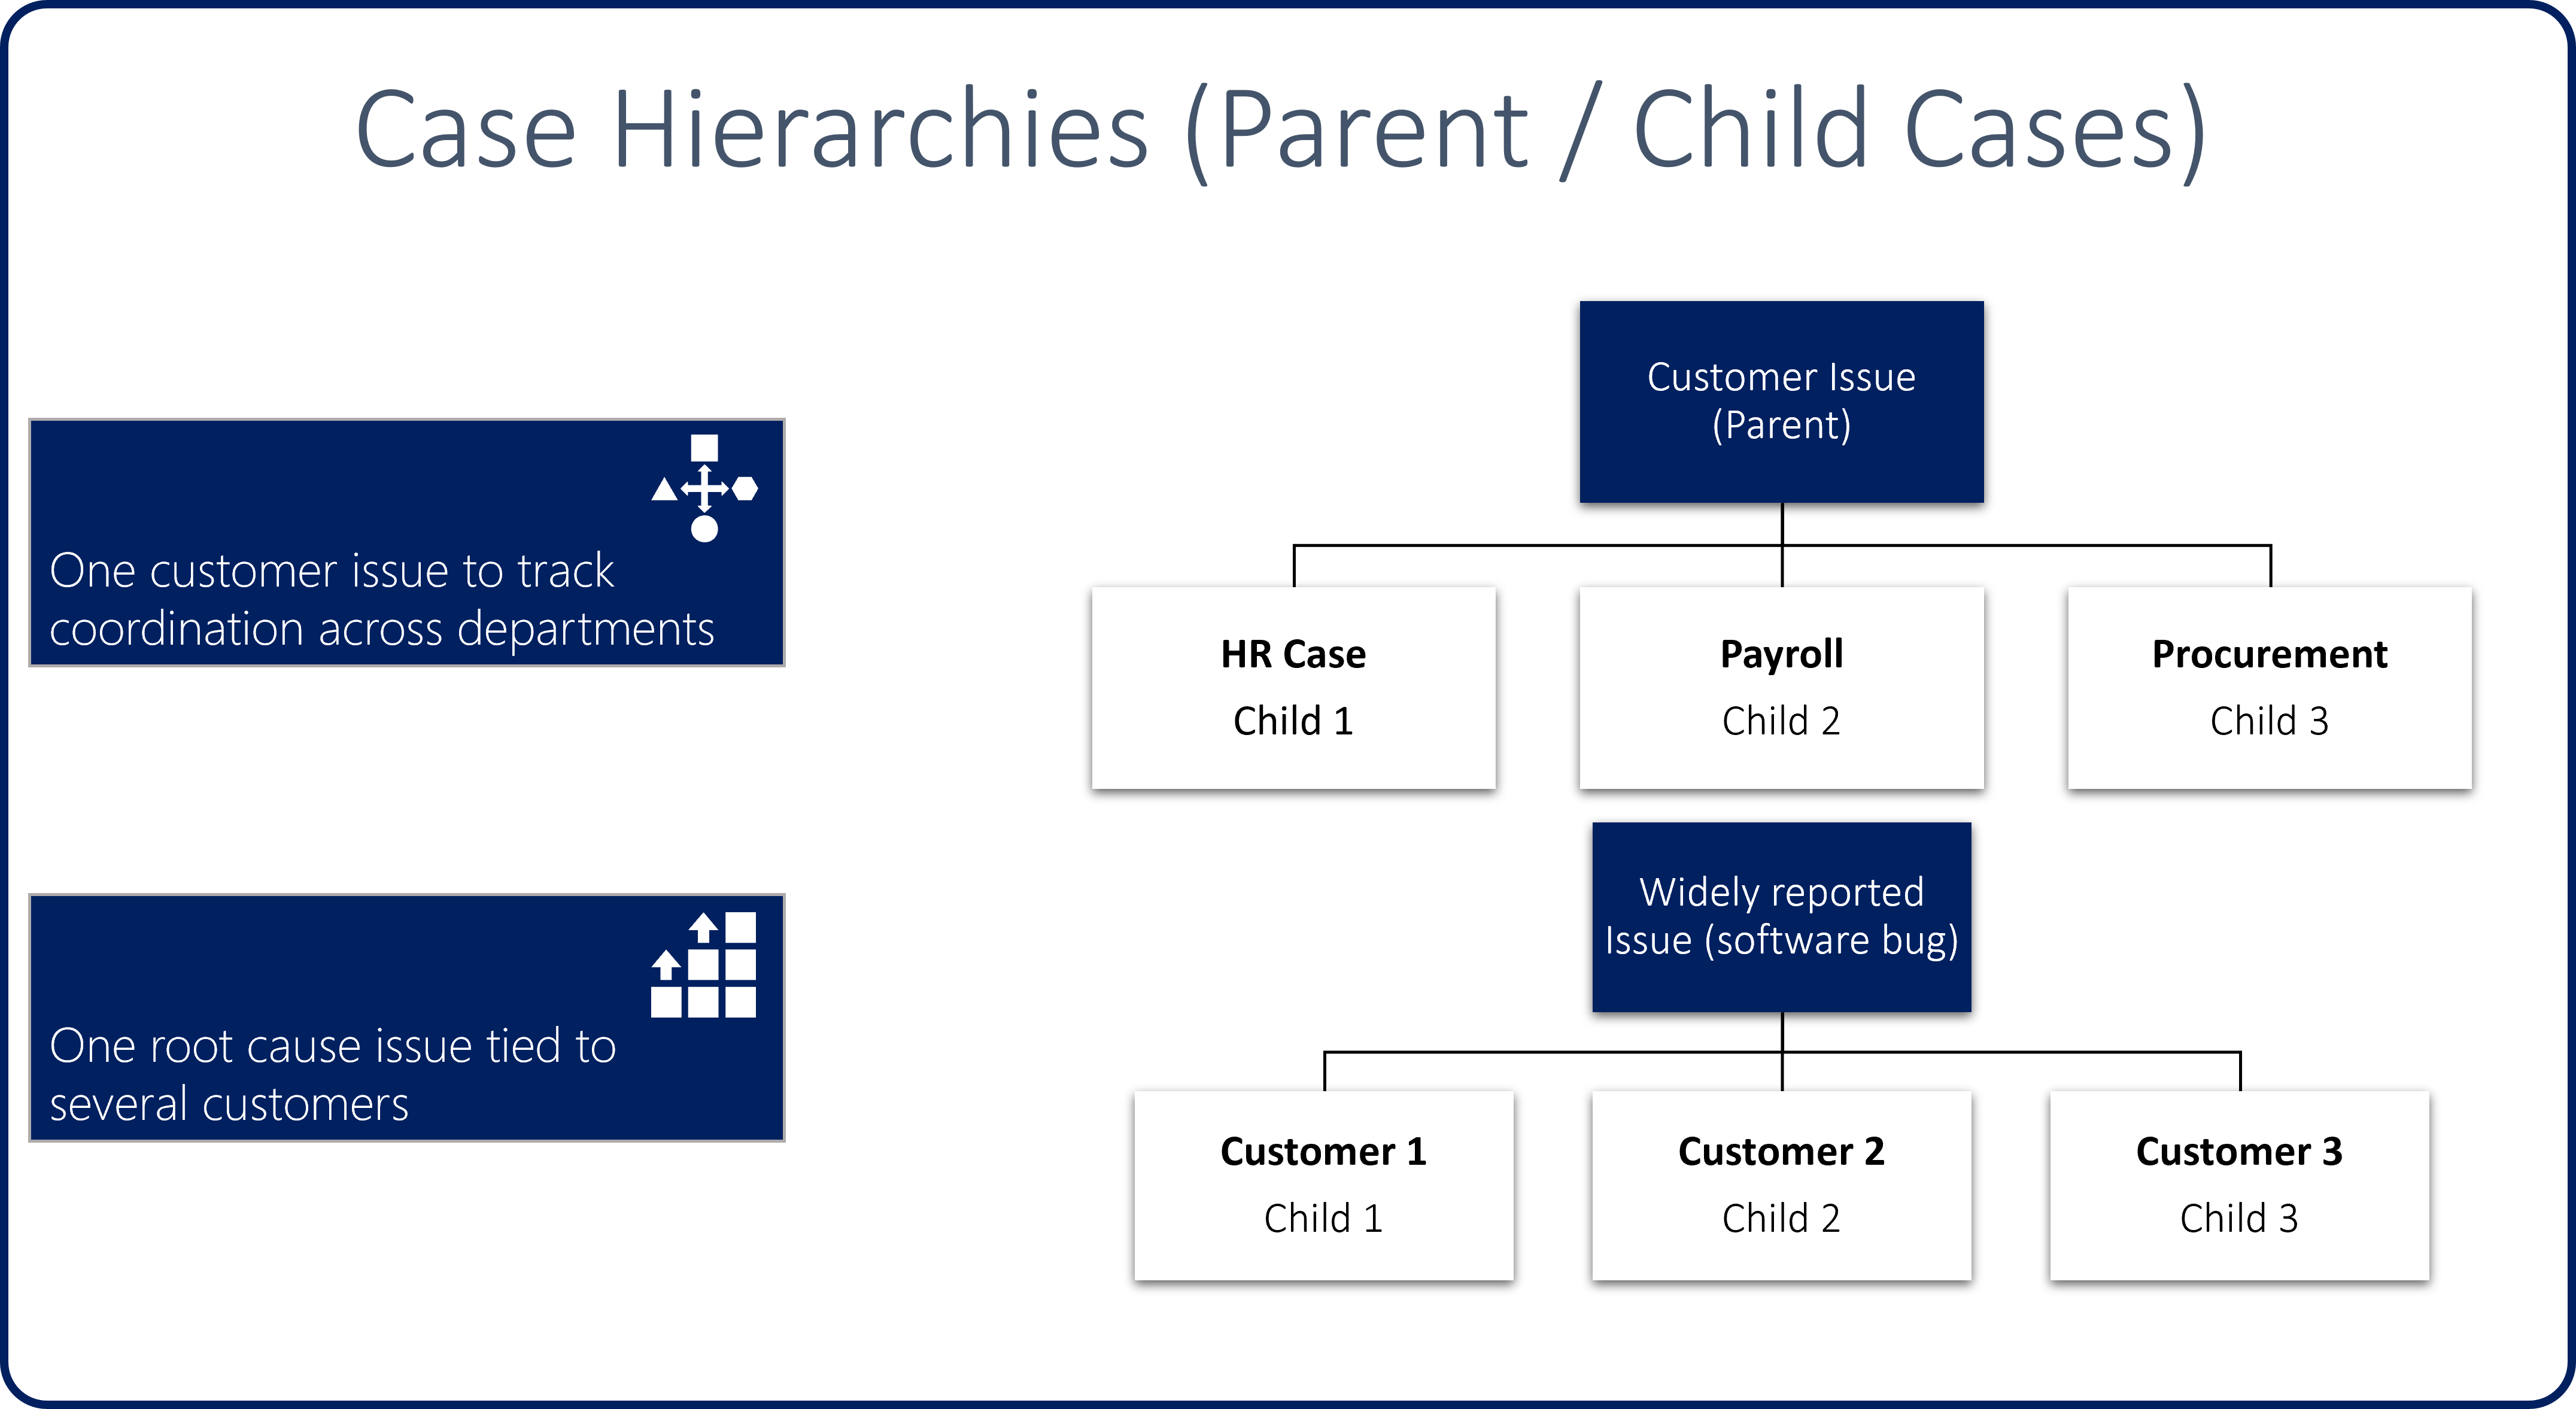 Case Hierarchies (Parent / Child Cases)
One customer issue to track
coordination across departments
Customer Issue
(Parent)
HR Case
Child 1
Payroll
Child 2
Procurement
Child 3
One root cause issue tied to
several customers
Widely reported
Issue (software bug)
Customer 1
Child 1
Customer 2
Child 2
Customer 3
Child 3